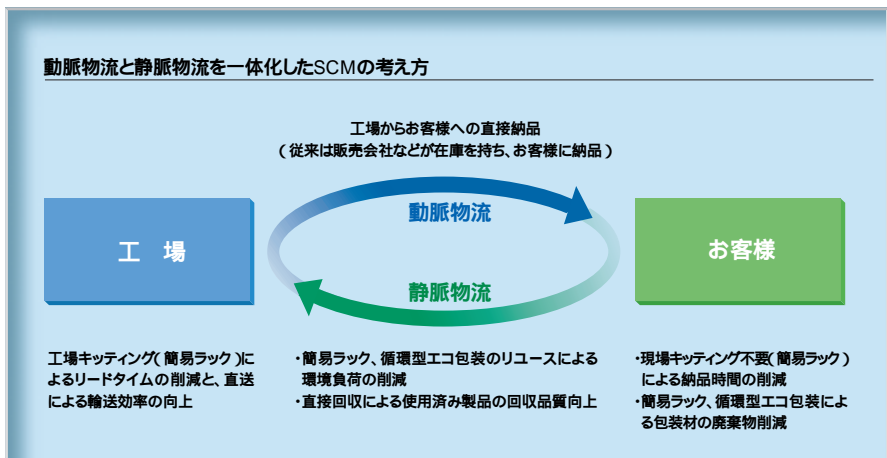 動脈物流と静脈物流を一体化したSCMの考え方
工場からお客様への直接納品
(従来は販売会社などが在庫を持ち、お客様に納品)
動脈物流
工 場
お客様
静脈物流
工場キッティング(簡易ラック)に
よるリードタイムの削減と、直送
による輸送効率の向上
・簡易ラック、循環型エコ包装のリユースによる
環境負荷の削減
・直接回収による使用済み製品の回収品質向上
・現場キッティング不要(簡易ラック)
による納品時間の削減
・簡易ラック、循環型エコ包装によ
る包装材の廃棄物削減